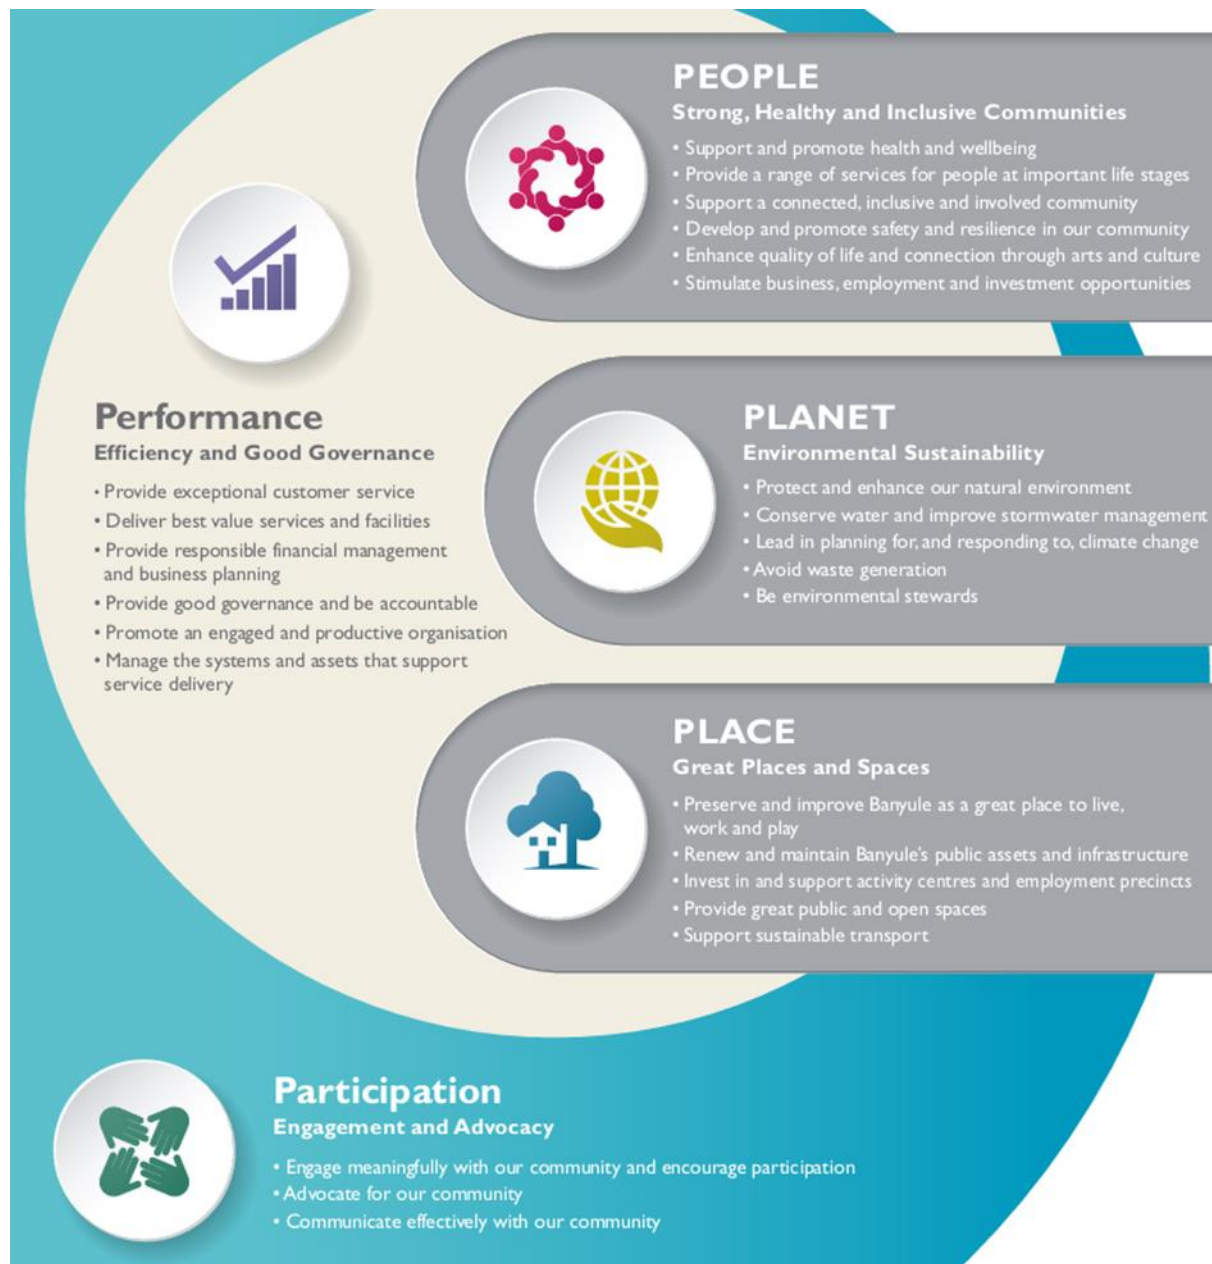 PEOPLE
Strong, Healthy and Inclusive Communities
• Support and promote health and wellbeing
• Provide a range of services for people at important life stages
• Support a connected, inclusive and involved community
• Develop and promote safety and resilience in our community
• Enhance quality of life and connection through arts and culture
• Stimulate business, employment and investment opportunities
Performance
Efficiency and Good Governance
• Provide exceptional customer service
• Deliver best value services and facilities
• Provide responsible financial management
and business planning
• Provide good governance and be accountable
• Promote an engaged and productive organisation
• Manage the systems and assets that support
service delivery
PLANET
Environmental Sustainability
• Protect and enhance our natural environment
• Conserve water and improve stormwater management
• Lead in planning for, and responding to, climate change
• Avoid waste generation
• Be environmental stewards
PLACE
Great Places and Spaces
• Preserve and improve Banyule as a great place to live,
work and play
• Renew and maintain Banyule's public assets and infrastructure
• Invest in and support activity centres and employment precincts
• Provide great public and open spaces
• Support sustainable transport
Participation
Engagement and Advocacy
• Engage meaningfully with our community and encourage participation
• Advocate for our community
• Communicate effectively with our community